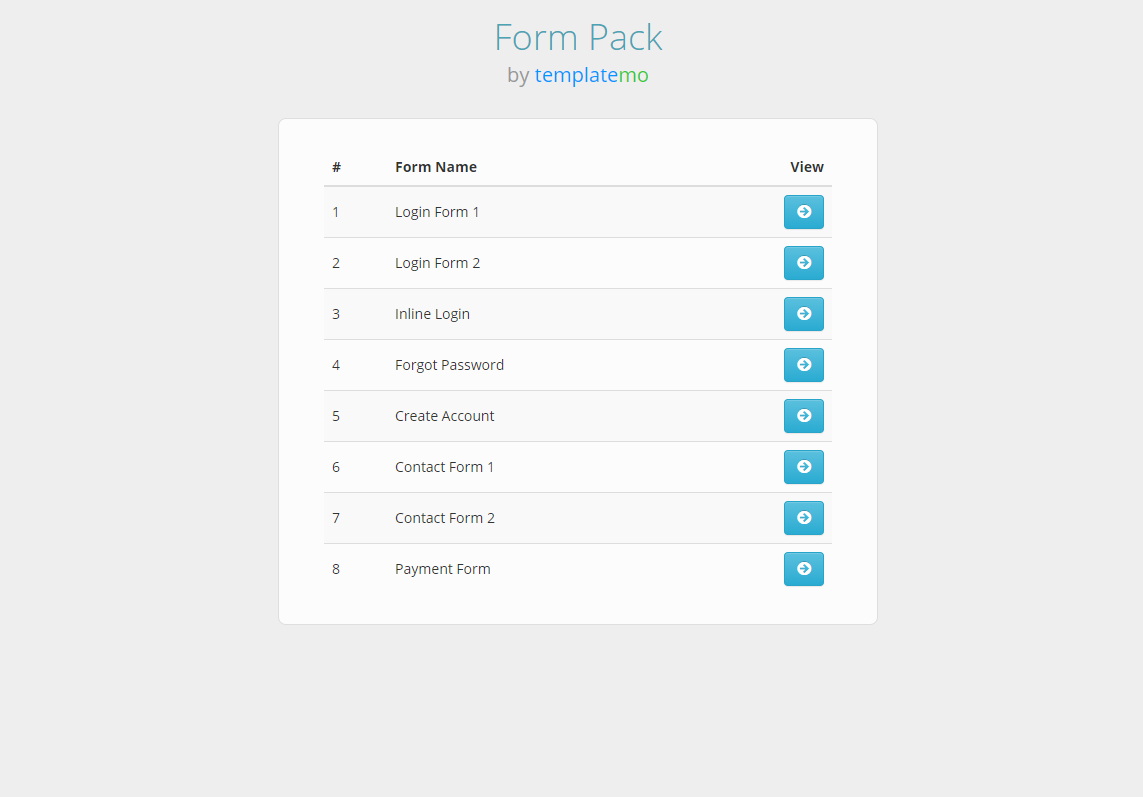 Form Pack
by templatemo
# Form Name View
1 Login Form 1
2 Login Form 2
3 Inline Login
4 Forgot Password
5 Create Account
6 Contact Form 1
7 Contact Form 2
8 Payment Form